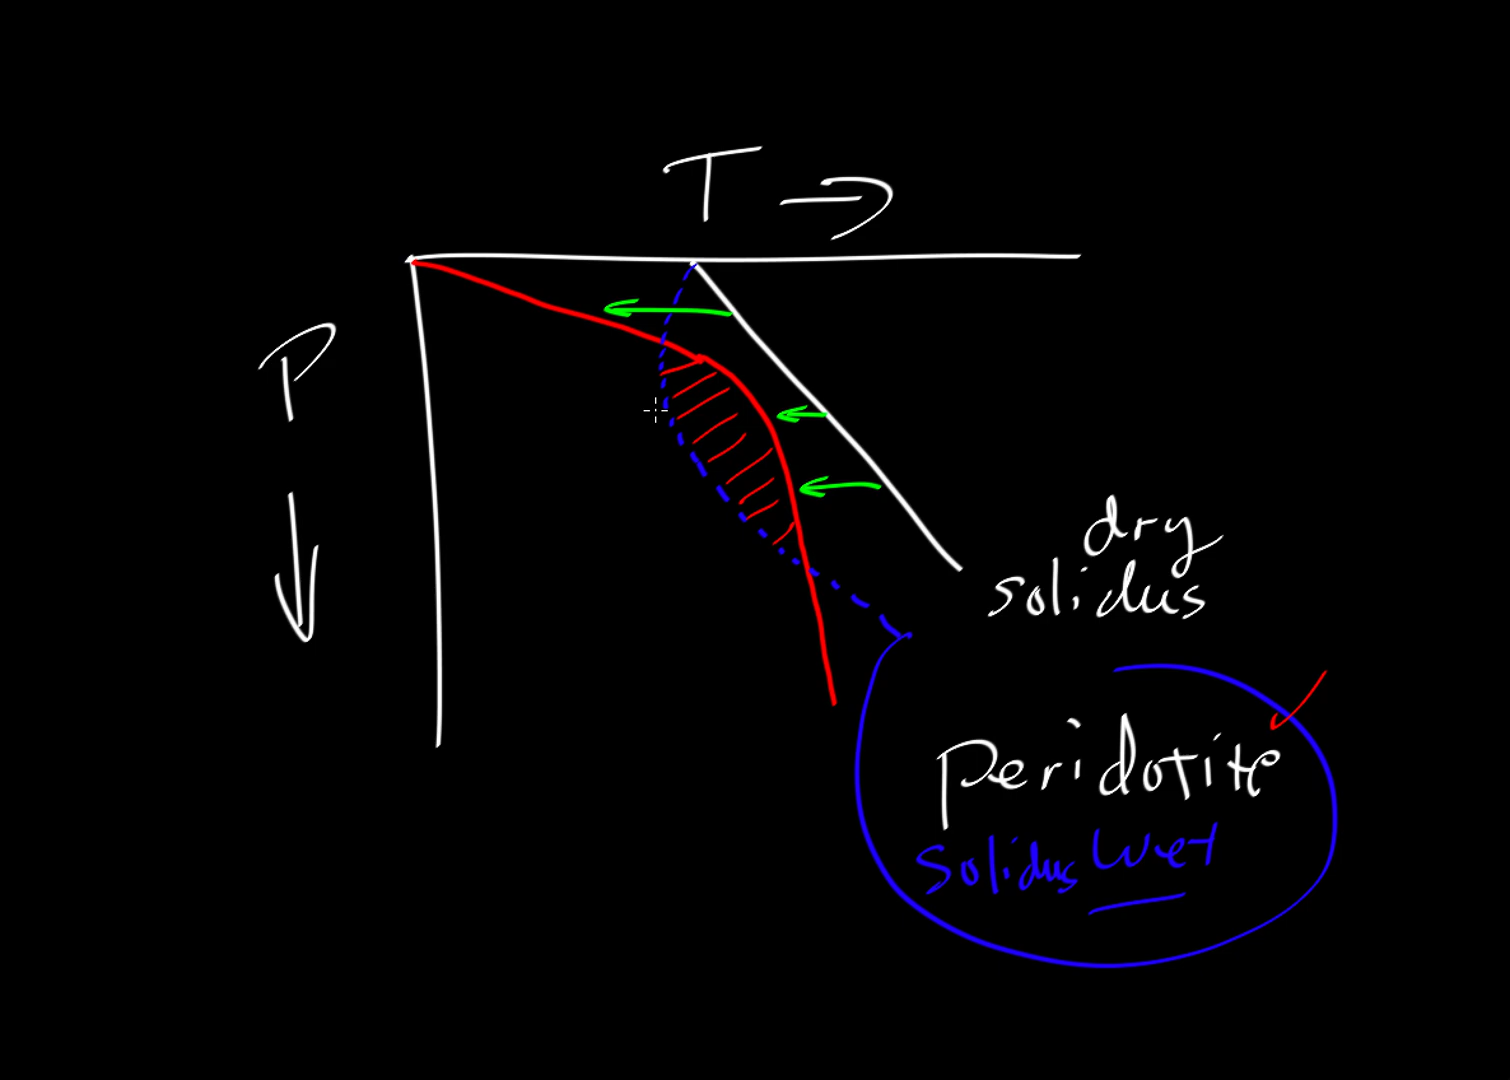 T →
P
dry
solidus
peridotite
solidus wet